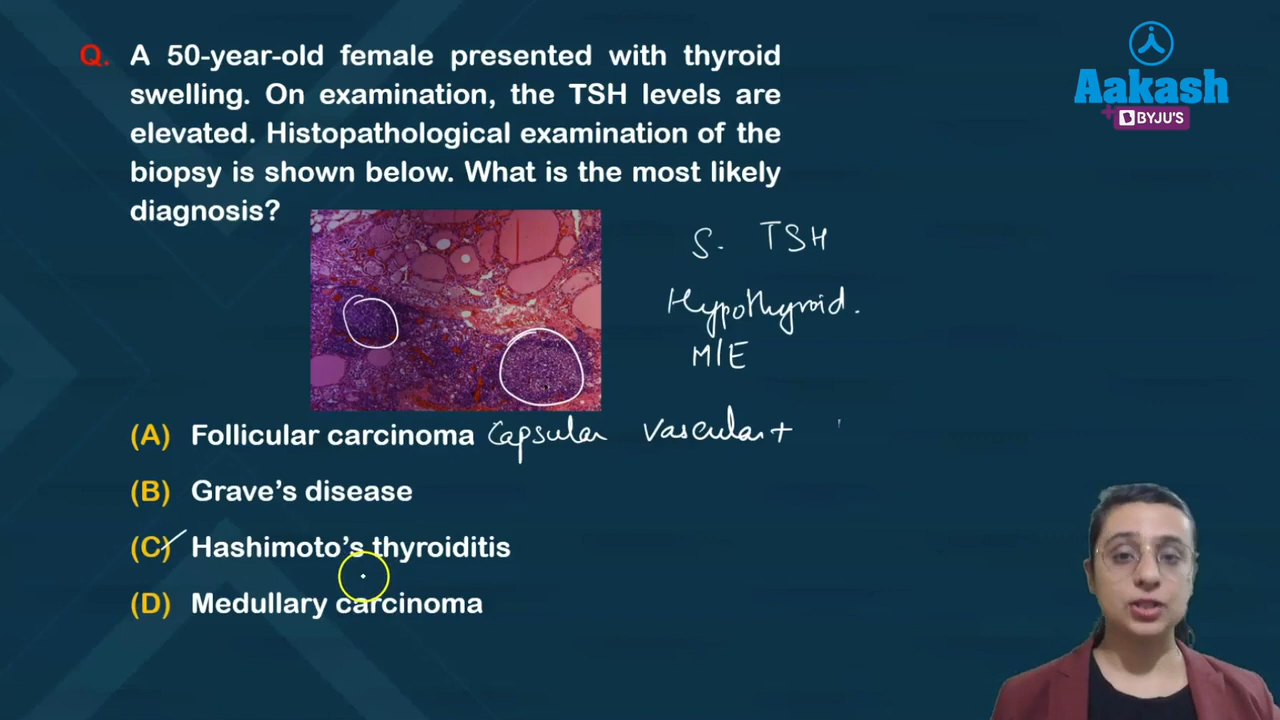 Q. A 50-year-old female presented with thyroid
swelling. On examination, the TSH levels are
elevated. Histopathological examination of the
biopsy is shown below. What is the most likely
diagnosis?
Aakash
+ BYJU'S
S. TSH
Hypothyroid.
M/E
(A) Follicular carcinoma Capsular Vascular +
(B) Grave's disease
(C) Hashimoto's thyroiditis
(D) Medullary carcinoma